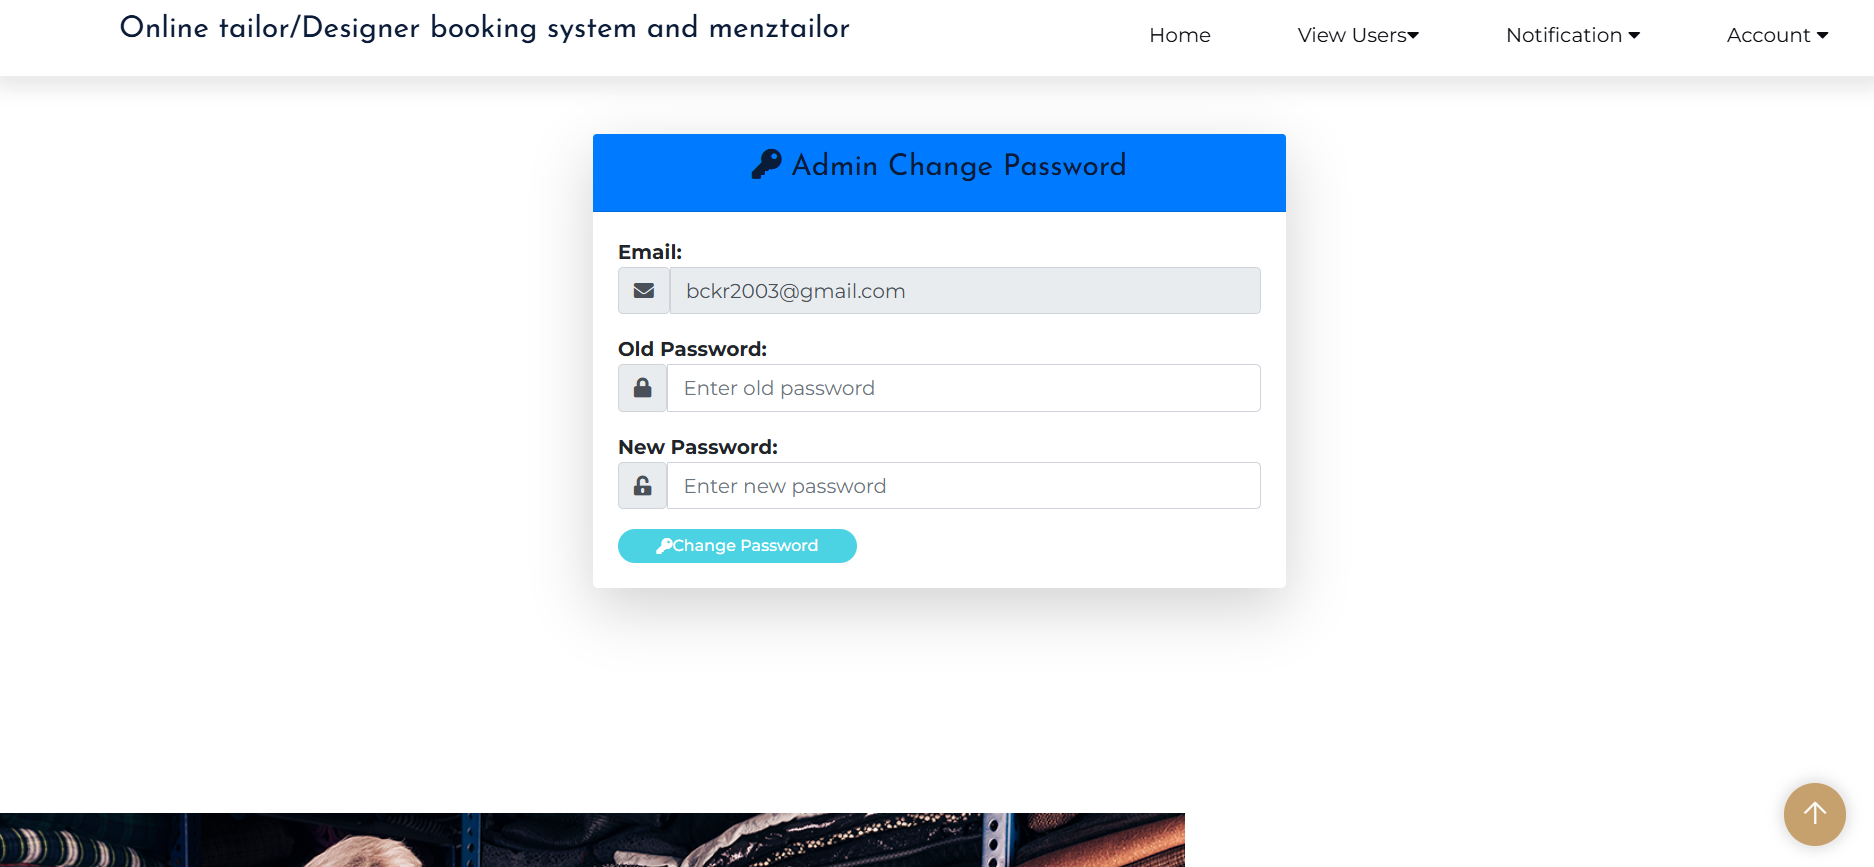 Online tailor/Designer booking system and menztailor
Home
View Users
Notification
Account
Admin Change Password
Email:
bckr2003@gmail.com
Old Password:
Enter old password
New Password:
Enter new password
Change Password